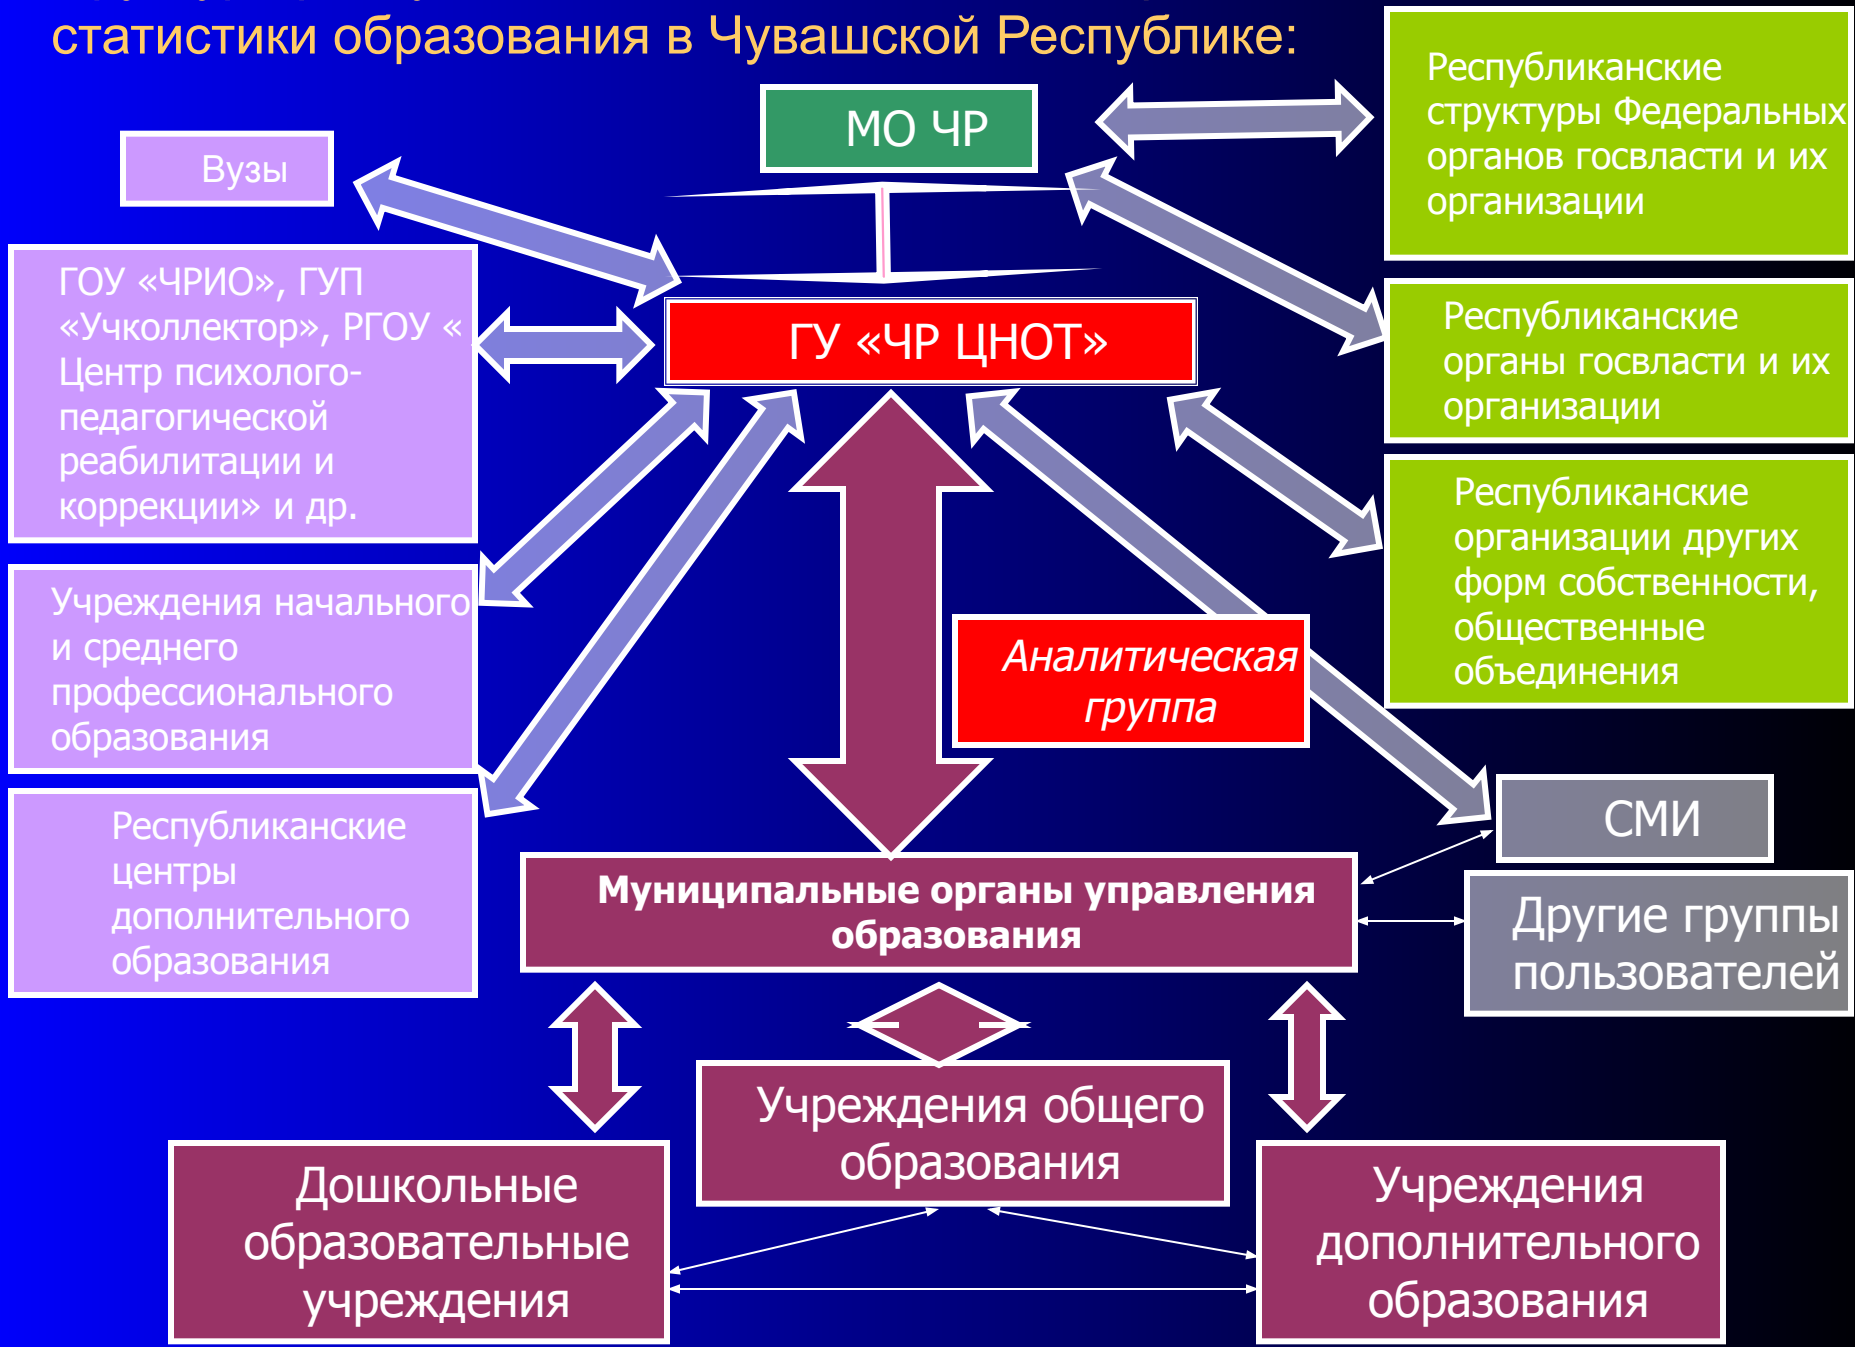 статистики образования в Чувашской Республике:
МО ЧР
Вузы
ГОУ «ЧРИО», ГУП
«Учколлектор», РГОУ «
Центр психолого-
педагогической
реабилитации и
коррекции» и др.
Учреждения начального
и среднего
профессионального
образования
Республиканские
центры
дополнительного
образования
ГУ «ЧР ЦНОТ»
Аналитическая
группа
Республиканские
структуры Федеральных
органов госвласти и их
организации
Республиканские
органы госвласти и их
организации
Республиканские
организации других
форм собственности,
общественные
объединения
СМИ
Другие группы
пользователей
Муниципальные органы управления
образования
Учреждения общего
образования
Дошкольные
образовательные
учреждения
Учреждения
дополнительного
образования